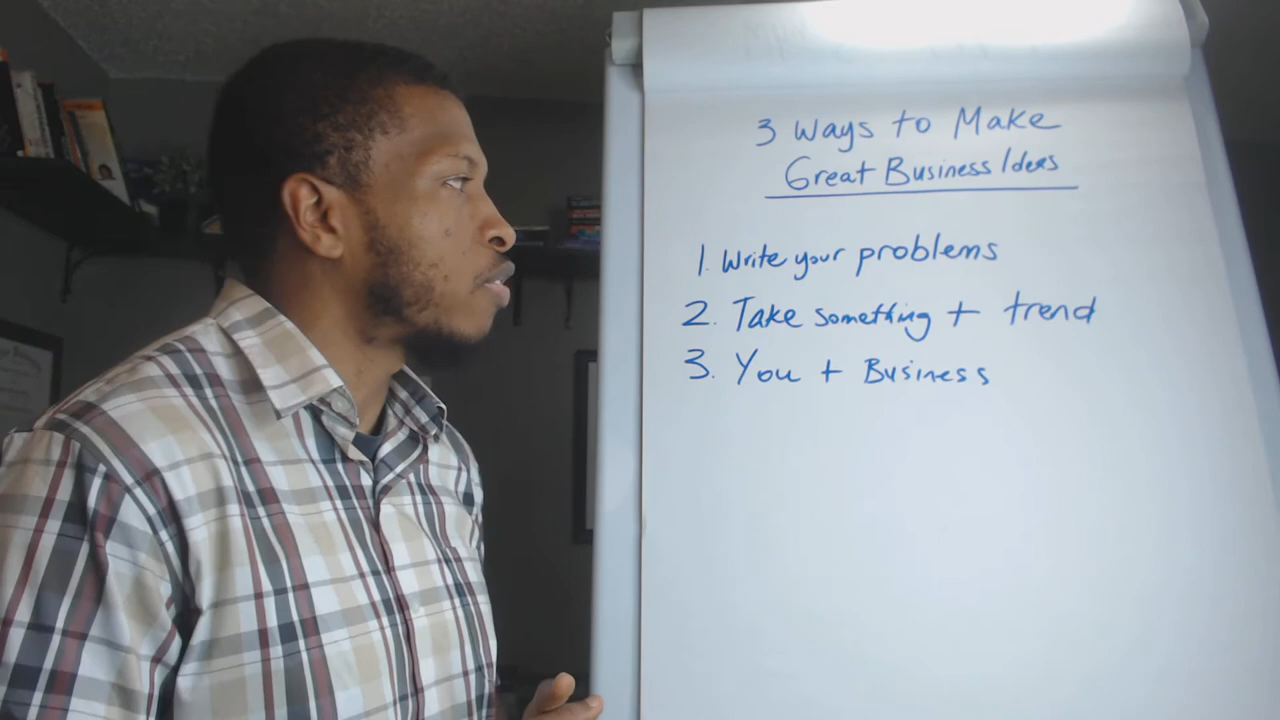 3 Ways to Make
Great Business Ideas
1. Write your problems
2. Take something + trend
3. You + Business